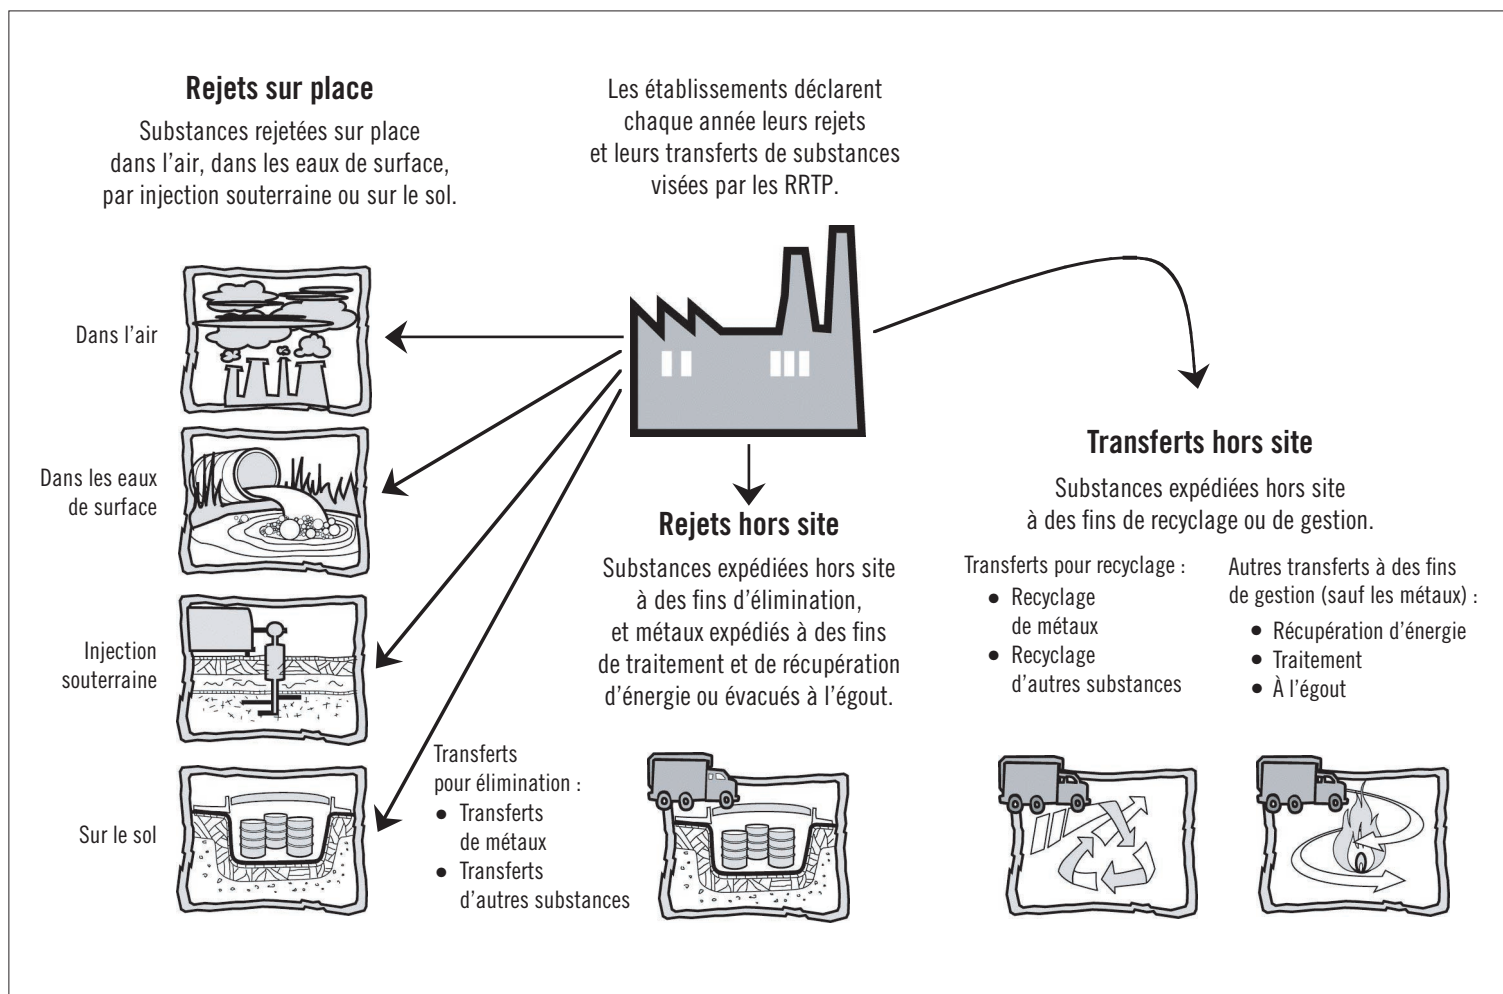 Rejets sur place
Substances rejetées sur place
dans l’air, dans les eaux de surface,
par injection souterraine ou sur le sol.
Les établissements déclarent
chaque année leurs rejets
et leurs transferts de substances
visées par les RRTP.
Dans l’air
Dans les eaux
de surface
Injection
souterraine
Sur le sol
Rejets hors site
Substances expédiées hors site
à des fins d’élimination,
et métaux expédiés à des fins
de traitement et de récupération
d’énergie ou évacués à l’égout.
Transferts
pour élimination :
● Transferts
de métaux
● Transferts
d'autres substances
Transferts hors site
Substances expédiées hors site
à des fins de recyclage ou de gestion.
Transferts pour recyclage :
● Recyclage
de métaux
● Recyclage
d’autres substances
Autres transferts à des fins
de gestion (sauf les métaux) :
● Récupération d’énergie
● Traitement
● À l’égout